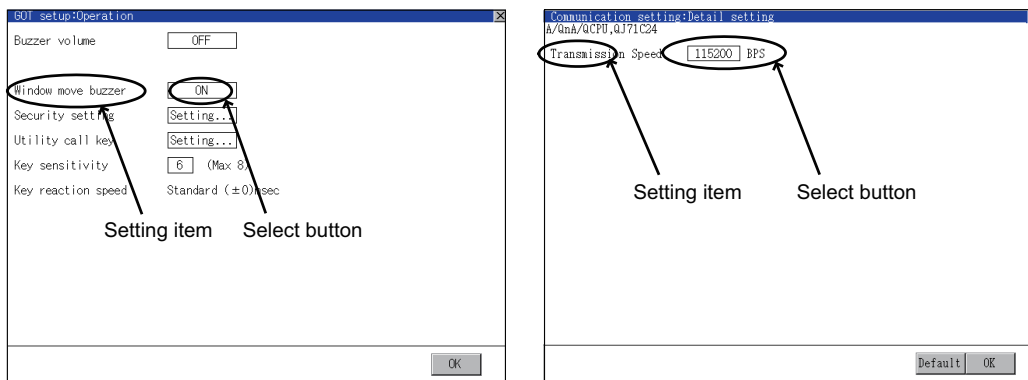 GOT setup:Operation
Buzzer volume OFF
Window move buzzer ON
Security setting Setting...
Utility call key Setting...
Key sensitivity 6 (Max 8)
Key reaction speed Standard (±0)msec
Setting item Select button
OK
Communication setting:Detail setting
A/QnA/QCPU,QJ71C24
Transmission Speed 115200 BPS
Setting item Select button
Default OK